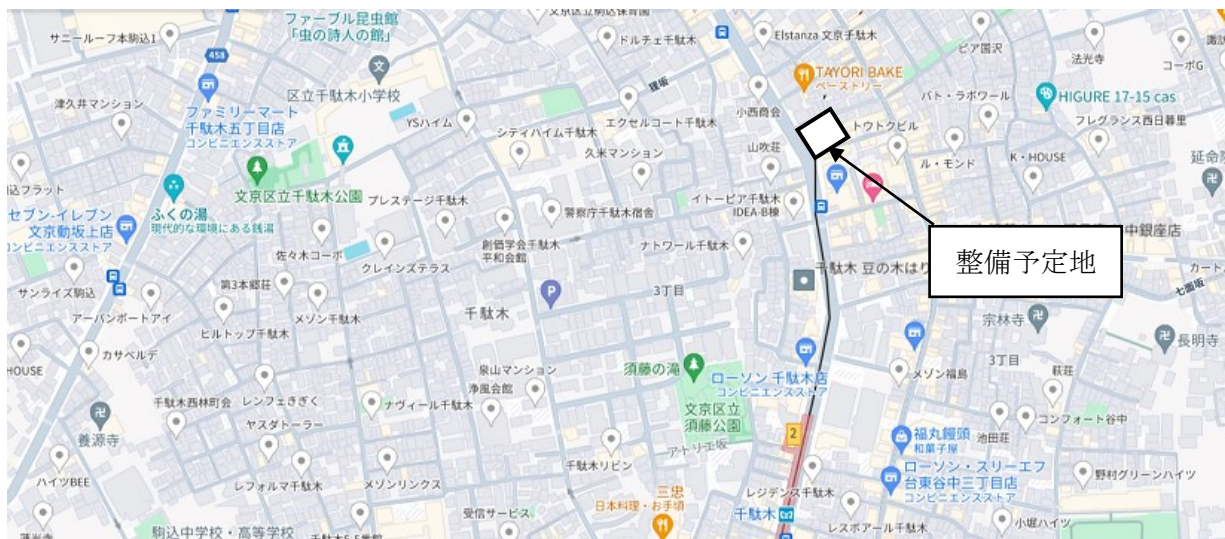 サニールーフ本駒込1
ファーブル昆虫館
「虫の詩人の館」
ドルチェ千駄木
Elstanza 文京千駄木
ピア國沢
法光寺
コーポG
458
区立千駄木小学校
TAYORI BAKE
ベーストリー
津久井マンション
ファミリーマート
千駄木五丁目店
コンビニエンスストア
YSハイム
シティハイム千駄木
エクセルコート千駄木
小西商会
バト・ラボワール
HIGURE 17-15 cas
フレグランス西日暮里
トウトクビル
久米マンション
山吹荘
ル・モンド
K・HOUSE
文京区立千駄木公園
プレステージ千駄木
イトーピア千駄木
IDEA-B棟
セブン-イレブン
文京動坂上店
コンビニエンスストア
ふくの湯
現代的な環境にある銭湯
警察庁千駄木宿舎
佐々木コーポ
創価学会千駄木
平和会館
ナトワール千駄木
中銀座店
整備予定地
クレインズテラス
千駄木 豆の木はり
サンライズ駒込
第3本郷荘
3丁目
七面坂
アーバンポートアイ
メゾン千駄木
千駄木
宗林寺
ヒルトップ千駄木
長明寺
カサベルデ
HOUSE
泉山マンション
須藤の滝
ローソン 千駄木店
コンビニエンスストア
メゾン福島
3丁目
萩荘
浄風会館
千駄木西林町会
レンフェきぎく
ナヴィール千駄木
文京区立
須藤公園
コンフォート谷中
ヤスダトーラー
養源寺
2
アトリエ坂
福丸饅頭
和菓子屋
池田荘
千駄木リビン
ローソン・スリーエフ
台東谷中三丁目店
コンビニエンスストア
野村グリーンハイツ
ハイツBEE
レフォルマ千駄木
メゾンリンクス
三忠
日本料理・お手頃
レジデンス千駄木
受信サービス
千駄木
レスポアール千駄木
小堀ハイツ
駒込中学校・高等学校